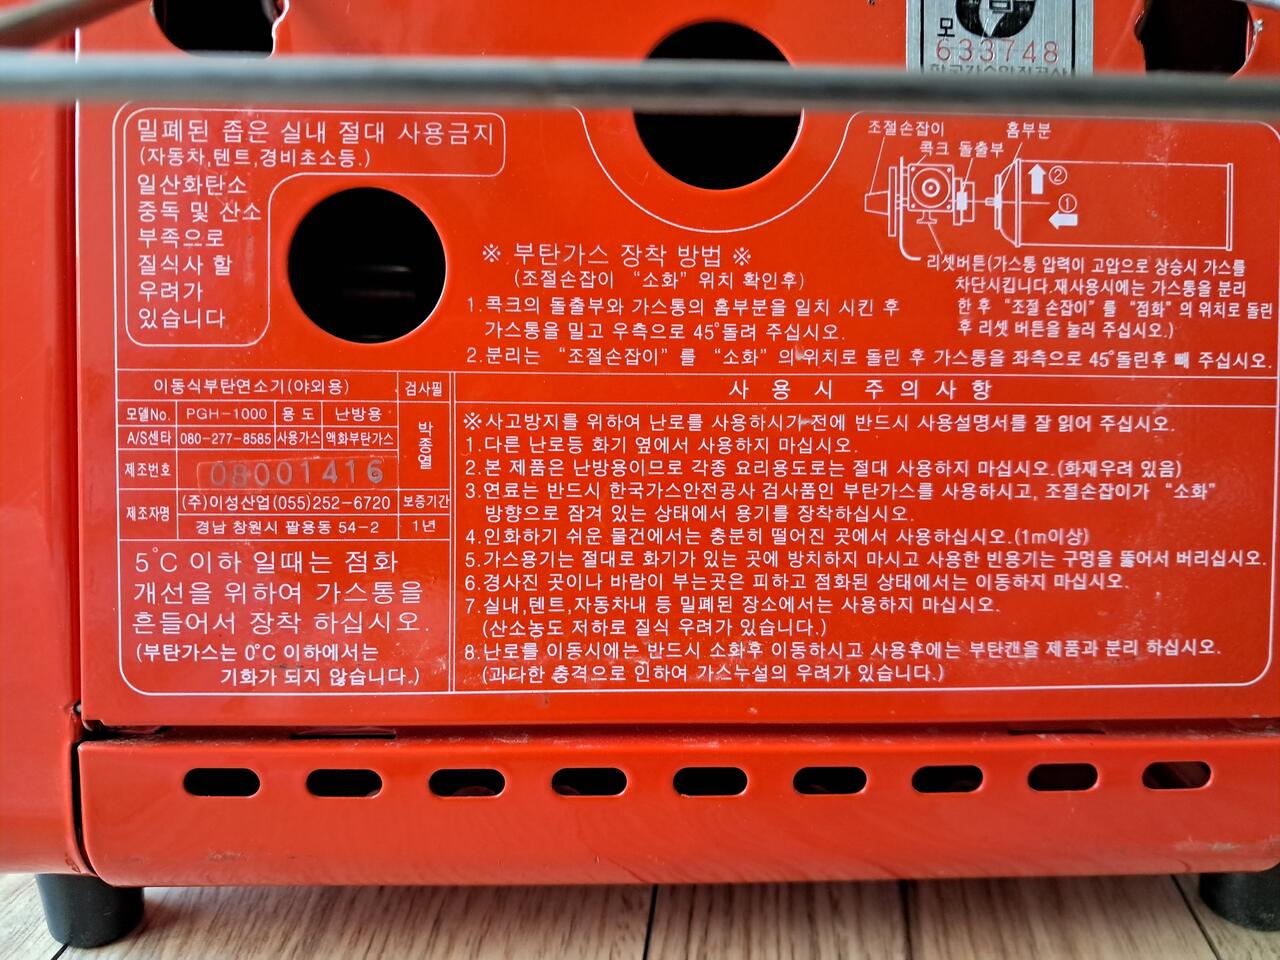 모
633748
밀폐된 좁은 실내 절대 사용금지
(자동차,텐트,경비초소등.)
일산화탄소
중독 및 산소
부족으로
질식사 할
우려가
있습니다
조절손잡이
홈부분
콕크 돌출부
②
①
리셋버튼(가스통 압력이 고압으로 상승시 가스를
차단시킵니다.재사용시에는 가스통을 분리
한 후 “조절 손잡이” 를 “점화” 의 위치로 돌린
후 리셋 버튼을 눌러 주십시오.)
※ 부탄가스 장착 방법 ※
(조절손잡이 “소화” 위치 확인후)
1.콕크의 돌출부와 가스통의 홈부분을 일치 시킨 후
가스통을 밀고 우측으로 45°돌려 주십시오.
2.분리는 “조절손잡이” 를 “소화” 의 위치로 돌린 후 가스통을 좌측으로 45°돌린후 빼 주십시오.
이동식부탄연소기(야외용) 검사필
모델No. PGH-1000 용 도 난방용
A/S센타 080-277-8585 사용가스 액화부탄가스
박종열
제조번호 08001416
제조자명 (주)이성산업(055)252-6720 보증기간
경남 창원시 팔용동 54-2 1년
5°C 이하 일때는 점화
개선을 위하여 가스통을
흔들어서 장착 하십시오.
(부탄가스는 0°C 이하에서는
기화가 되지 않습니다.)
사 용 시 주 의 사 항
※사고방지를 위하여 난로를 사용하시기 전에 반드시 사용설명서를 잘 읽어 주십시오.
1.다른 난로등 화기 옆에서 사용하지 마십시오.
2.본 제품은 난방용이므로 각종 요리용도로는 절대 사용하지 마십시오.(화재우려 있음)
3.연료는 반드시 한국가스안전공사 검사품인 부탄가스를 사용하시고, 조절손잡이가 “소화”
방향으로 잠겨 있는 상태에서 용기를 장착하십시오.
4.인화하기 쉬운 물건에서는 충분히 떨어진 곳에서 사용하십시오.(1m이상)
5.가스용기는 절대로 화기가 있는 곳에 방치하지 마시고 사용한 빈용기는 구멍을 뚫어서 버리십시오.
6.경사진 곳이나 바람이 부는곳은 피하고 점화된 상태에서는 이동하지 마십시오.
7.실내,텐트,자동차내 등 밀폐된 장소에서는 사용하지 마십시오.
(산소농도 저하로 질식 우려가 있습니다.)
8.난로를 이동시에는 반드시 소화후 이동하시고 사용후에는 부탄캔을 제품과 분리 하십시오.
(과다한 충격으로 인하여 가스누설의 우려가 있습니다.)